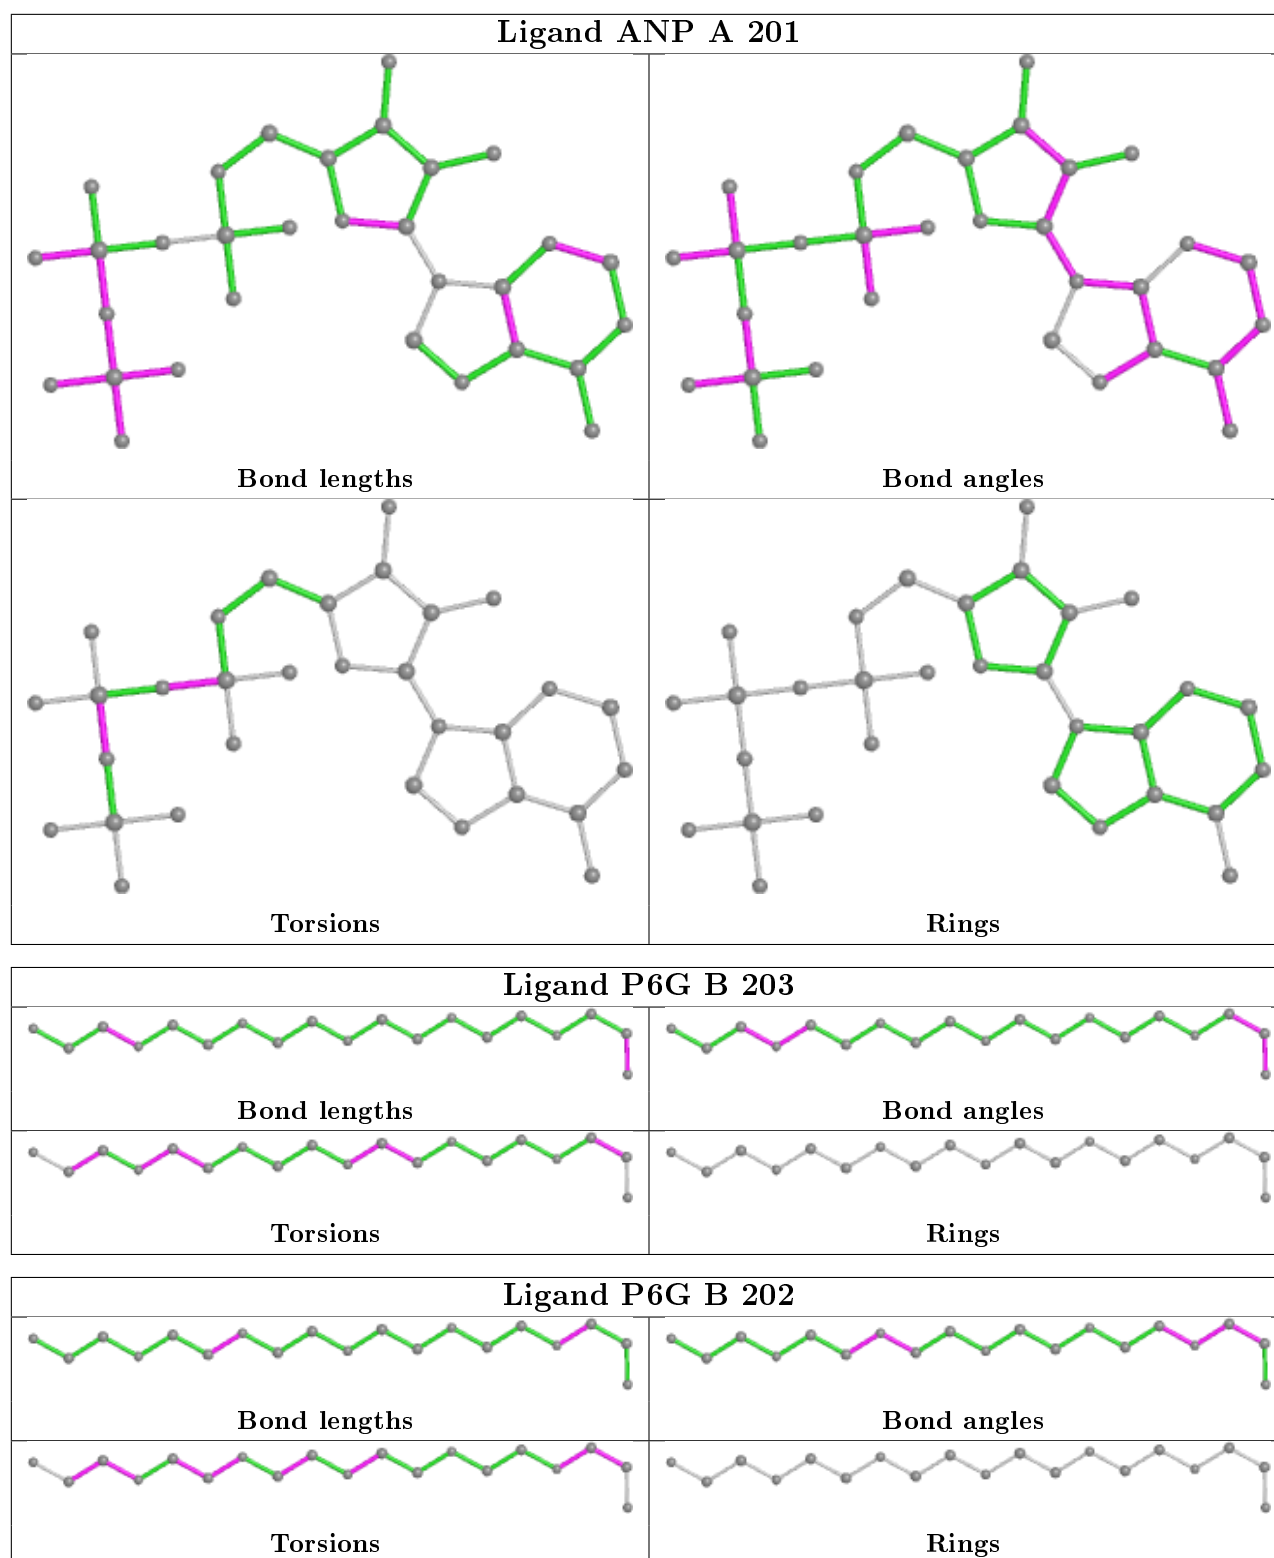 Ligand ANP A 201
Bond lengths
Bond angles
Torsions
Rings
Ligand P6G B 203
Bond lengths
Bond angles
Torsions
Rings
Ligand P6G B 202
Bond lengths
Bond angles
Torsions
Rings